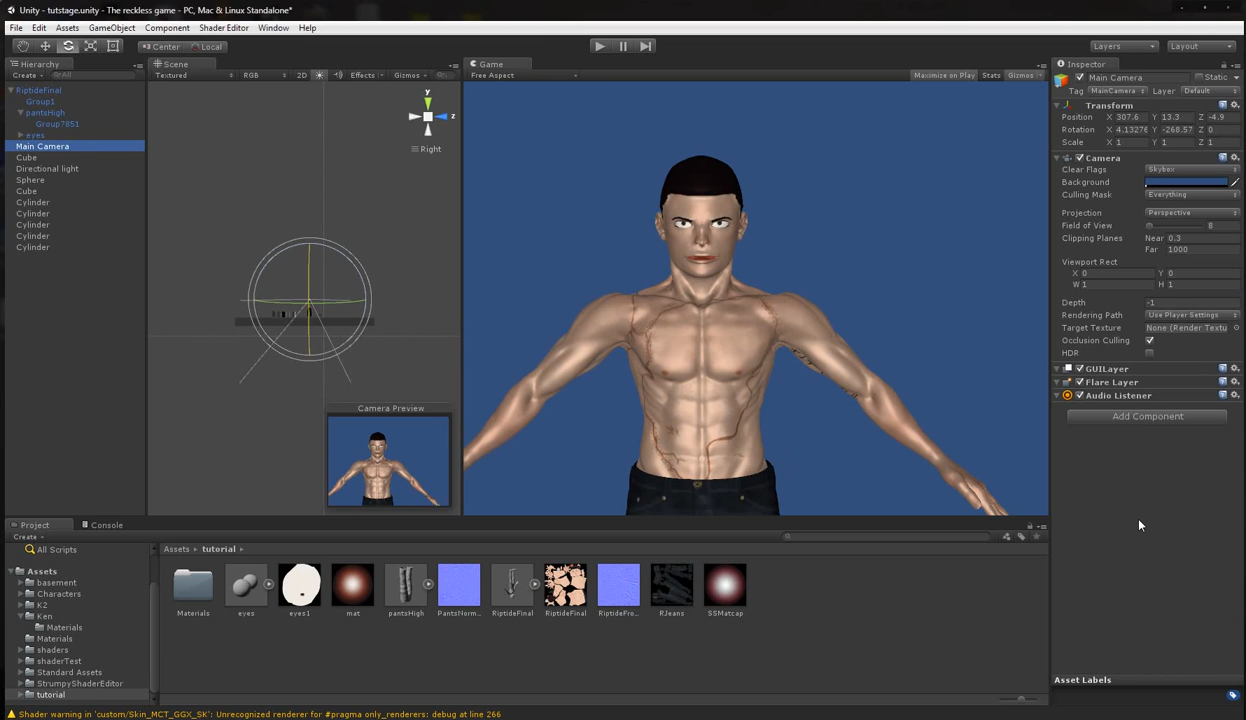 Unity - tutstage.unity - The reckless game - PC, Mac & Linux Standalone*
File Edit Assets GameObject Component Shader Editor Window Help
Center Local
Layers Layout
Hierarchy
Create All
RiptideFinal
Group1
pantsHigh
Group7851
eyes
Main Camera
Cube
Directional light
Sphere
Cube
Cylinder
Cylinder
Cylinder
Cylinder
Cylinder
Scene
Textured RGB 2D Effects Gizmos
y
z
Right
Camera Preview
Game
Free Aspect Maximize on Play Stats Gizmos
Inspector
Main Camera Static
Tag MainCamera Layer Default
Transform
Position X 307.6 Y 13.3 Z -4.9
Rotation X 4.13276 Y -268.57 Z 0
Scale X 1 Y 1 Z 1
Camera
Clear Flags Skybox
Background
Culling Mask Everything
Projection Perspective
Field of View 8
Clipping Planes Near 0.3
Far 1000
Viewport Rect
X 0 Y 0
W 1 H 1
Depth -1
Rendering Path Use Player Settings
Target Texture None (Render Textu
Occlusion Culling
HDR
GUILayer
Flare Layer
Audio Listener
Add Component
Project Console
Create
All Scripts
Assets
basement
Characters
K2
Ken
Materials
Materials
shaders
shaderTest
Standard Assets
StrumpyShaderEditor
tutorial
Assets tutorial
Materials eyes eyes1 mat pantsHigh PantsNorm... RiptideFinal RiptideFinal RiptideFro... RJeans SSMatcap
Asset Labels
Shader warning in 'custom/Skin_MCT_GGX_SK': Unrecognized renderer for #pragma only_renderers: debug at line 266